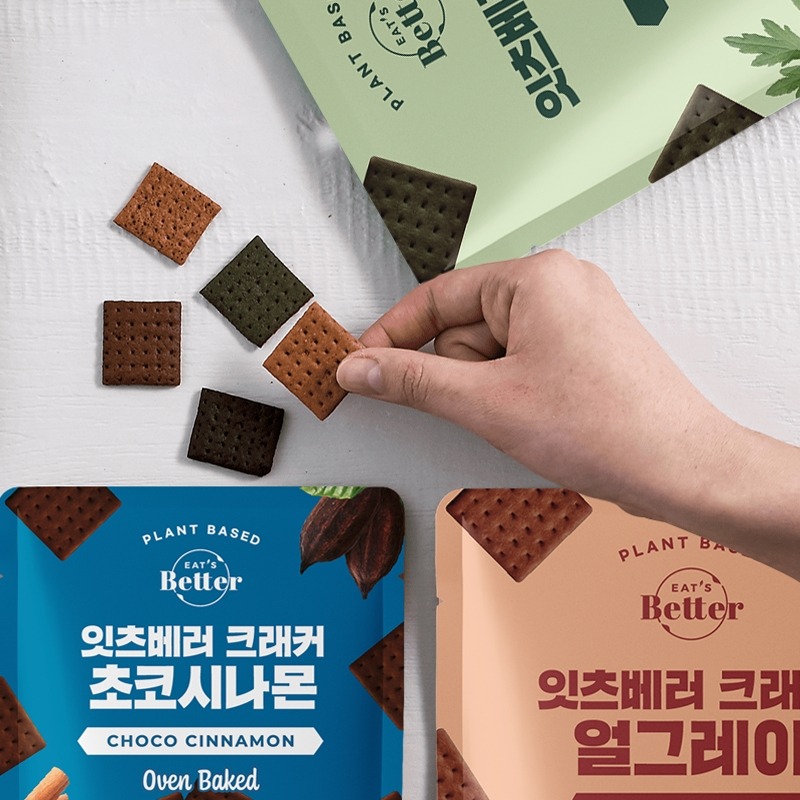 PLANT BAS
EAT'S
Better
잇츠베
PLANT BASED
EAT'S
Better
잇츠베러 크래커
초코시나몬
CHOCO CINNAMON
Oven Baked
PLANT BAS
EAT'S
Better
잇츠베러 크래
얼그레이